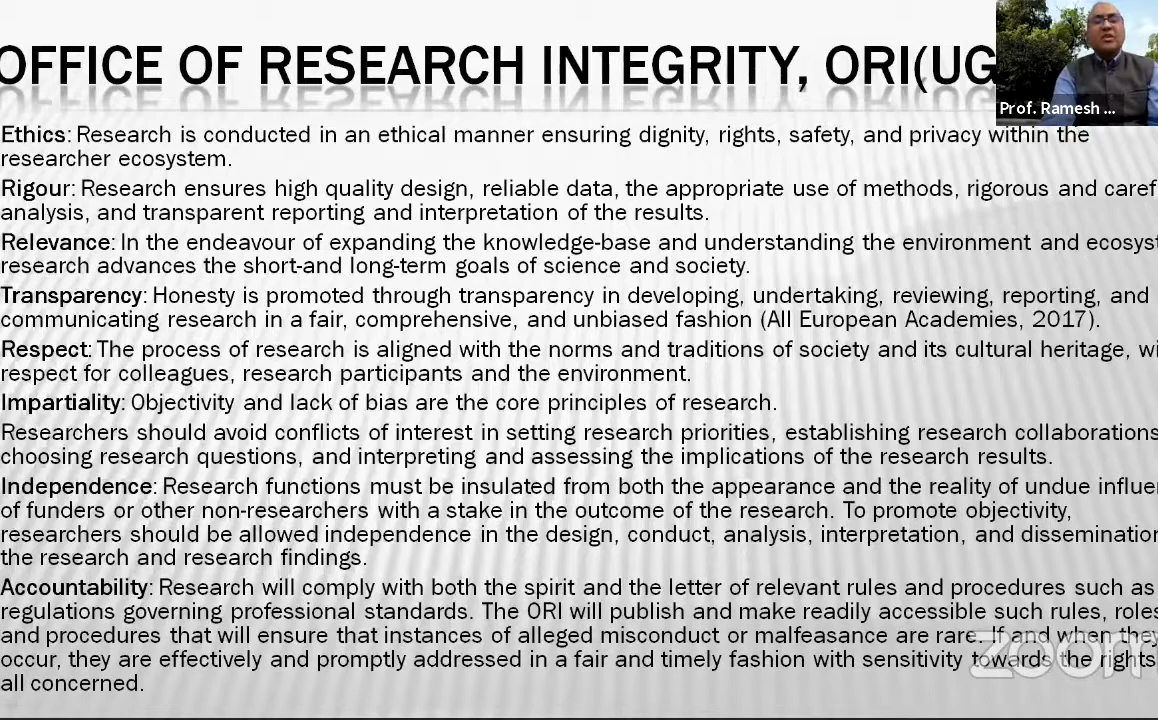 OFFICE OF RESEARCH INTEGRITY, ORI(UG
Prof. Ramesh ...
Ethics: Research is conducted in an ethical manner ensuring dignity, rights, safety, and privacy within the
researcher ecosystem.
Rigour: Research ensures high quality design, reliable data, the appropriate use of methods, rigorous and caref
analysis, and transparent reporting and interpretation of the results.
Relevance: In the endeavour of expanding the knowledge-base and understanding the environment and ecosyst
research advances the short-and long-term goals of science and society.
Transparency: Honesty is promoted through transparency in developing, undertaking, reviewing, reporting, and
communicating research in a fair, comprehensive, and unbiased fashion (All European Academies, 2017).
Respect: The process of research is aligned with the norms and traditions of society and its cultural heritage, wi
respect for colleagues, research participants and the environment.
Impartiality: Objectivity and lack of bias are the core principles of research.
Researchers should avoid conflicts of interest in setting research priorities, establishing research collaborations
choosing research questions, and interpreting and assessing the implications of the research results.
Independence: Research functions must be insulated from both the appearance and the reality of undue influe
of funders or other non-researchers with a stake in the outcome of the research. To promote objectivity,
researchers should be allowed independence in the design, conduct, analysis, interpretation, and dissemination
the research and research findings.
Accountability: Research will comply with both the spirit and the letter of relevant rules and procedures such as
regulations governing professional standards. The ORI will publish and make readily accessible such rules, roles
and procedures that will ensure that instances of alleged misconduct or malfeasance are rare. If and when they
occur, they are effectively and promptly addressed in a fair and timely fashion with sensitivity towards the rights
all concerned.
zoom